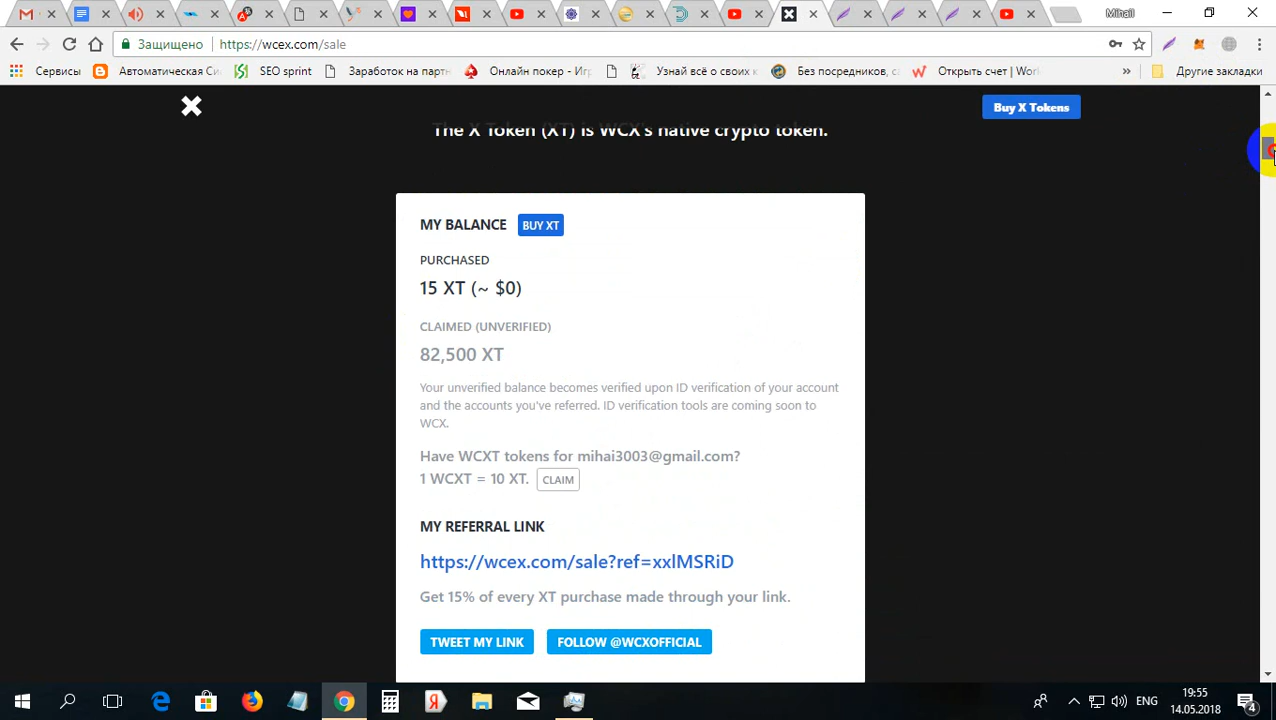 Mihail
Защищено | https://wcex.com/sale
Сервисы Автоматическая Си SEO sprint Заработок на партн Онлайн покер - Игр Узнай всё о своих к Без посредников, са Открыть счет | Worl » Другие закладки
Buy X Tokens
The X Token (XT) is WCX's native crypto token.
MY BALANCE BUY XT
PURCHASED
15 XT (~ $0)
CLAIMED (UNVERIFIED)
82,500 XT
Your unverified balance becomes verified upon ID verification of your account
and the accounts you've referred. ID verification tools are coming soon to
WCX.
Have WCXT tokens for mihai3003@gmail.com?
1 WCXT = 10 XT. CLAIM
MY REFERRAL LINK
https://wcex.com/sale?ref=xxlMSRiD
Get 15% of every XT purchase made through your link.
TWEET MY LINK FOLLOW @WCXOFFICIAL
ENG
19:55
14.05.2018
4